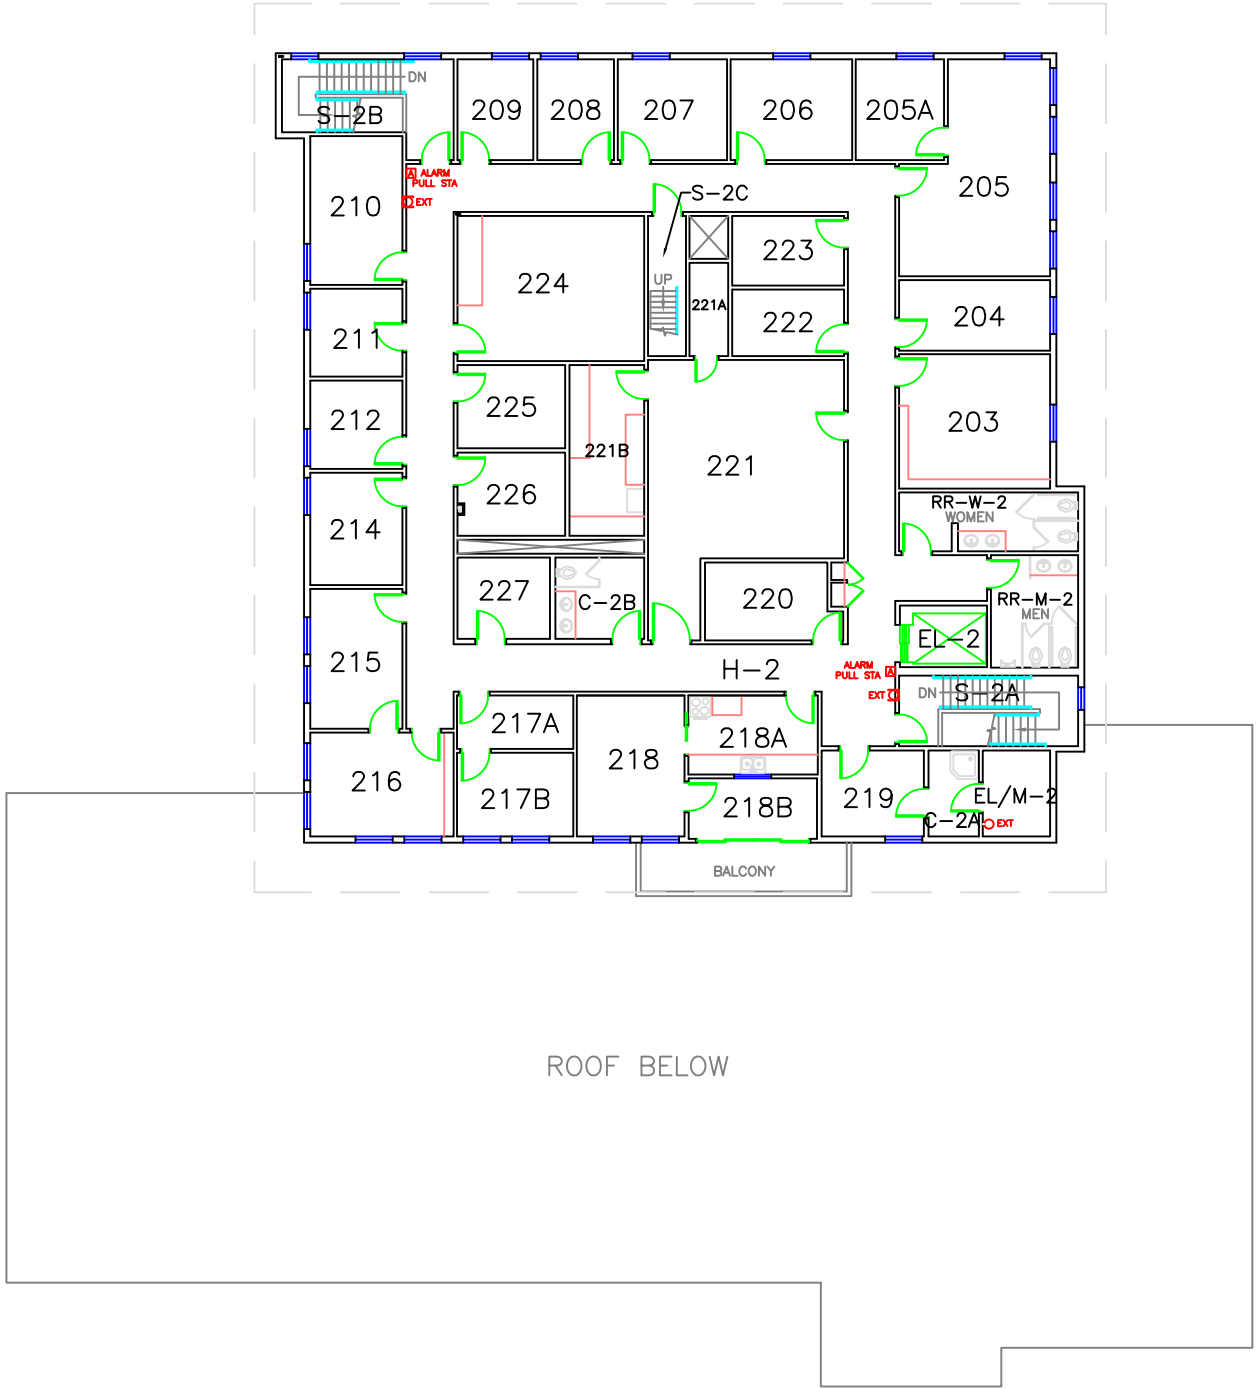 DN
S-2B
209
208
207
206
205A
ALARM
PULL STA
EXT
210
S-2C
205
224
UP
223
221A
222
204
211
212
225
221B
221
203
226
RR-W-2
WOMEN
214
227
C-2B
220
RR-M-2
MEN
EL-2
215
H-2
ALARM
PULL STA
EXT
DN
S-2A
217A
218
218A
216
217B
218B
219
EL/M-2
C-2A
EXT
BALCONY
ROOF BELOW